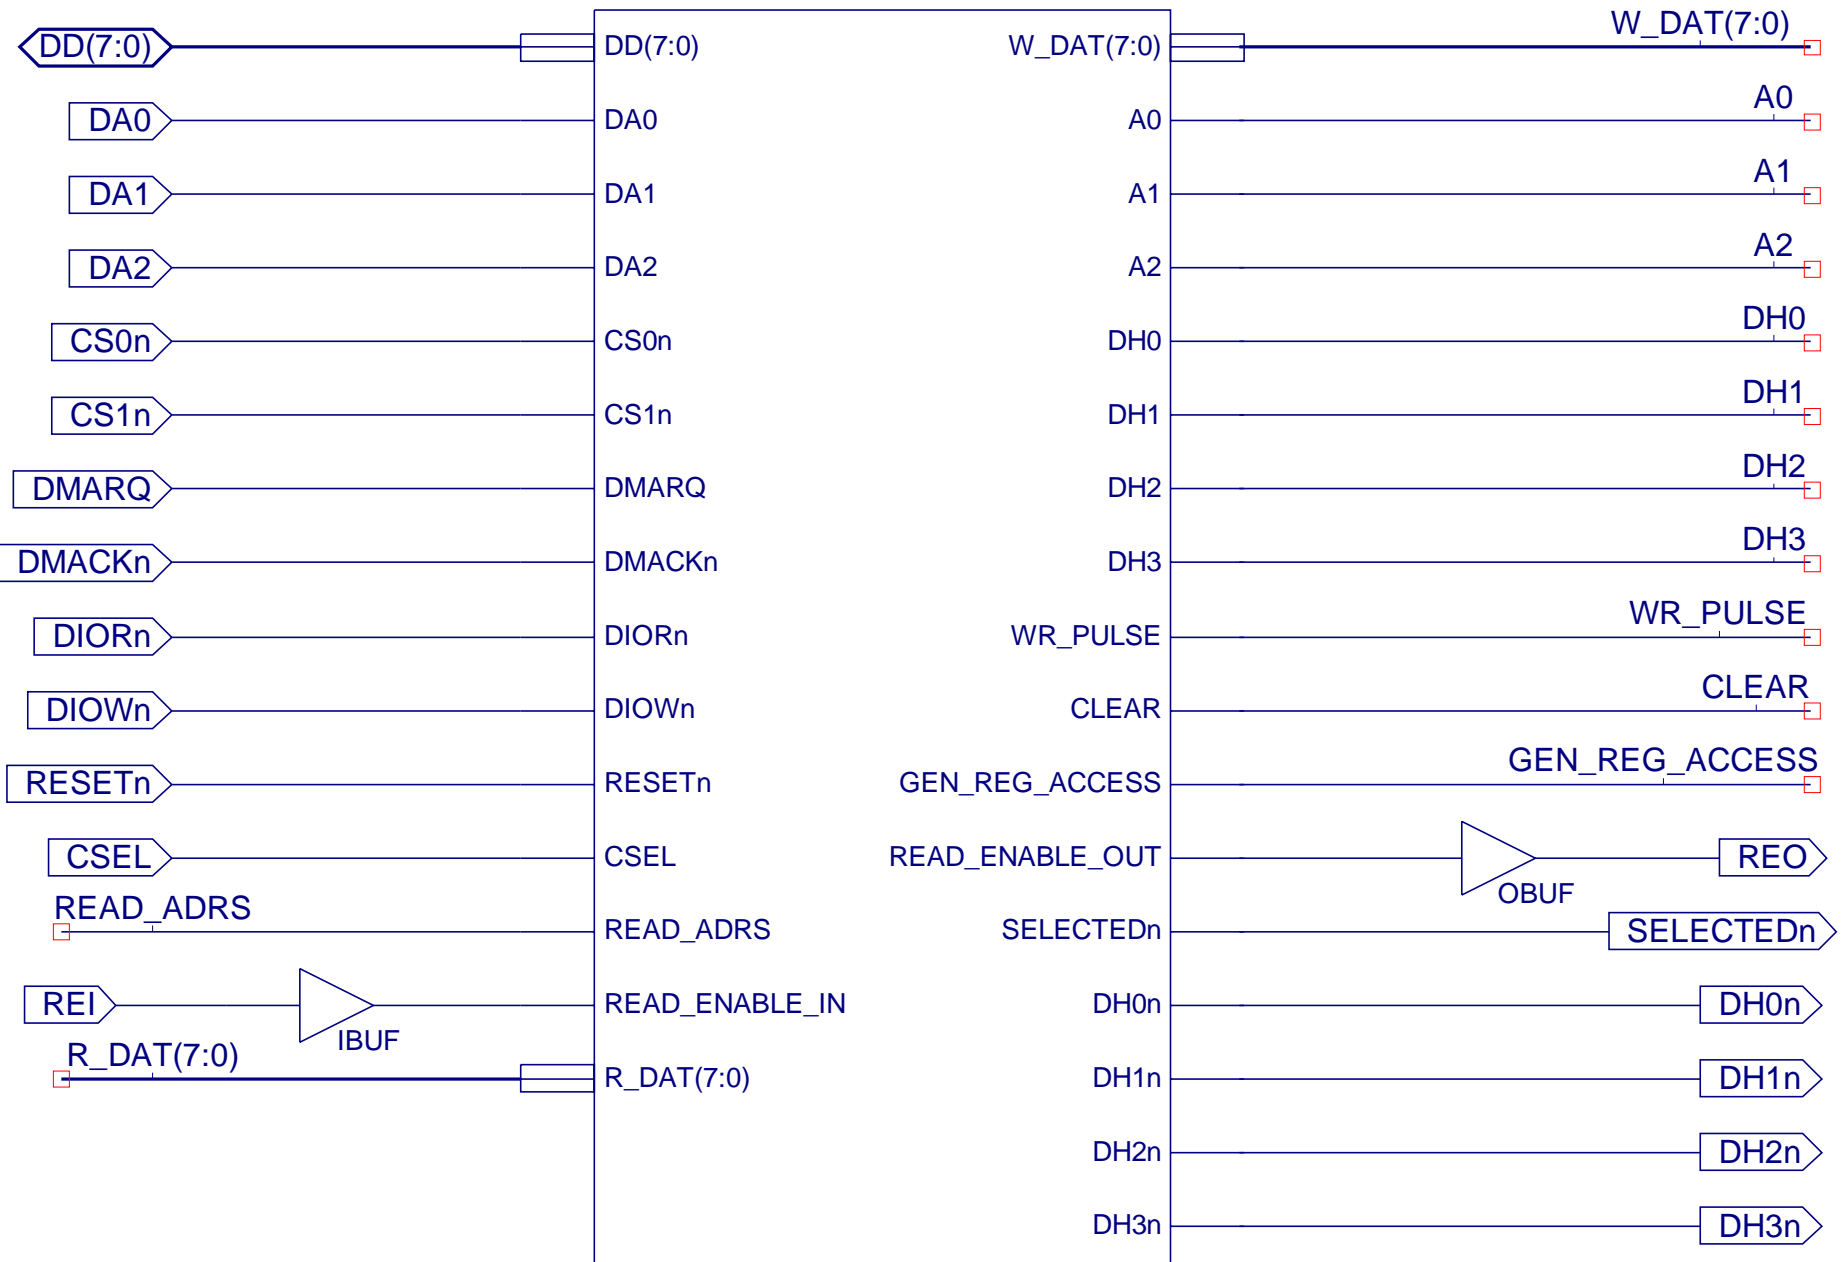 DD(7:0) DD(7:0) W_DAT(7:0) W_DAT(7:0)
DA0 DA0 A0 A0
DA1 DA1 A1 A1
DA2 DA2 A2 A2
CS0n CS0n DH0 DH0
CS1n CS1n DH1 DH1
DMARQ DMARQ DH2 DH2
DMACKn DMACKn DH3 DH3
DIORn DIORn WR_PULSE WR_PULSE
DIOWn DIOWn CLEAR CLEAR
RESETn RESETn GEN_REG_ACCESS GEN_REG_ACCESS
CSEL CSEL READ_ENABLE_OUT OBUF REO
READ_ADRS READ_ADRS SELECTEDn SELECTEDn
REI IBUF READ_ENABLE_IN DH0n DH0n
R_DAT(7:0) R_DAT(7:0) DH1n DH1n
DH2n DH2n
DH3n DH3n